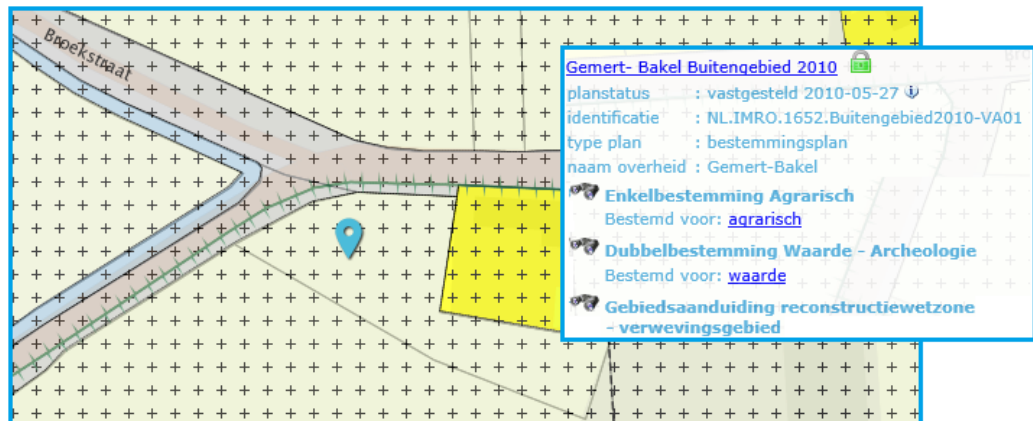 Broekstraat
Gemert- Bakel Buitengebied 2010
planstatus : vastgesteld 2010-05-27
identificatie : NL.IMRO.1652.Buitengebied2010-VA01
type plan : bestemmingsplan
naam overheid : Gemert-Bakel
Enkelbestemming Agrarisch
Bestemd voor: agrarisch
Dubbelbestemming Waarde - Archeologie
Bestemd voor: waarde
Gebiedsaanduiding reconstructiewetzone
- verwevingsgebied